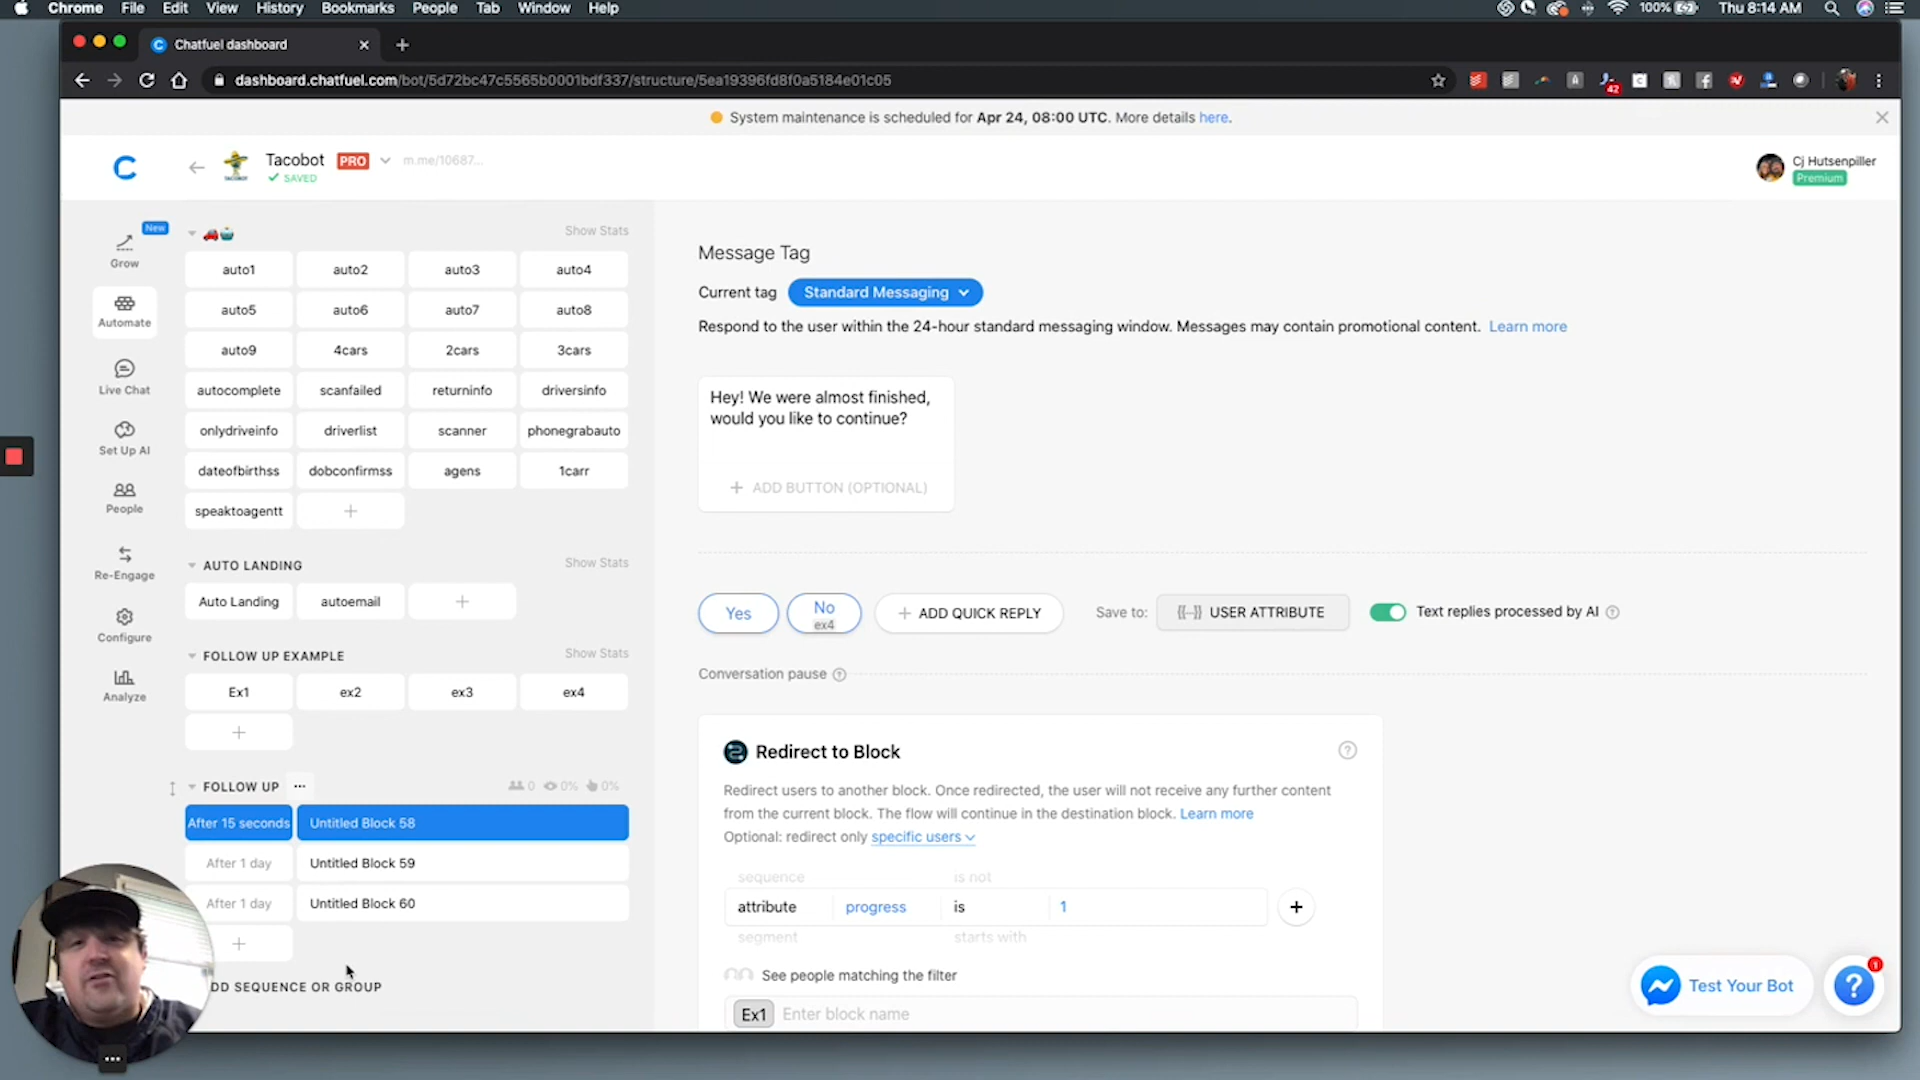 Chrome File Edit View History Bookmarks People Tab Window Help
100% Thu 8:14 AM
Chatfuel dashboard
dashboard.chatfuel.com/bot/5d72bc47c5565b0001bdf337/structure/5ea19396fd8f0a5184e01c05
42
System maintenance is scheduled for Apr 24, 08:00 UTC. More details here.
Tacobot PRO m.me/10687...
SAVED
Cj Hutsenpiller
Premium
New
Grow
Automate
Live Chat
Set Up AI
People
Re-Engage
Configure
Analyze
Show Stats
auto1 auto2 auto3 auto4
auto5 auto6 auto7 auto8
auto9 4cars 2cars 3cars
autocomplete scanfailed returninfo driversinfo
onlydriveinfo driverlist scanner phonegrabauto
dateofbirthss dobconfirmss agens 1carr
speaktoagentt +
AUTO LANDING Show Stats
Auto Landing autoemail +
FOLLOW UP EXAMPLE Show Stats
Ex1 ex2 ex3 ex4
+
FOLLOW UP ... 0 0% 0%
After 15 seconds Untitled Block 58
After 1 day Untitled Block 59
After 1 day Untitled Block 60
+
DD SEQUENCE OR GROUP
Message Tag
Current tag Standard Messaging
Respond to the user within the 24-hour standard messaging window. Messages may contain promotional content. Learn more
Hey! We were almost finished,
would you like to continue?
+ ADD BUTTON (OPTIONAL)
Yes No + ADD QUICK REPLY Save to: {{...}} USER ATTRIBUTE Text replies processed by AI ?
ex4
Conversation pause ?
Redirect to Block ?
Redirect users to another block. Once redirected, the user will not receive any further content
from the current block. The flow will continue in the destination block. Learn more
Optional: redirect only specific users
sequence is not
attribute progress is 1 +
segment starts with
See people matching the filter
Ex1 Enter block name
Test Your Bot ? 1